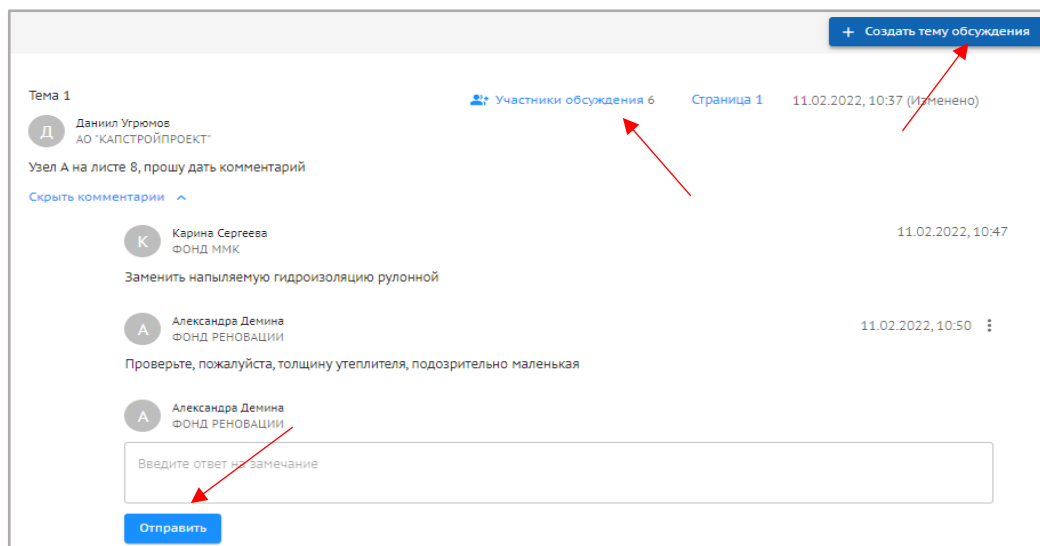 + Создать тему обсуждения
Тема 1
Участники обсуждения 6 Страница 1 11.02.2022, 10:37 (Изменено)
Д Даниил Угрюмов
АО "КАПСТРОЙПРОЕКТ"
Узел А на листе 8, прошу дать комментарий
Скрыть комментарии
К Карина Сергеева 11.02.2022, 10:47
ФОНД ММК
Заменить напыляемую гидроизоляцию рулонной
А Александра Демина 11.02.2022, 10:50
ФОНД РЕНОВАЦИИ
Проверьте, пожалуйста, толщину утеплителя, подозрительно маленькая
А Александра Демина
ФОНД РЕНОВАЦИИ
Введите ответ на замечание
Отправить